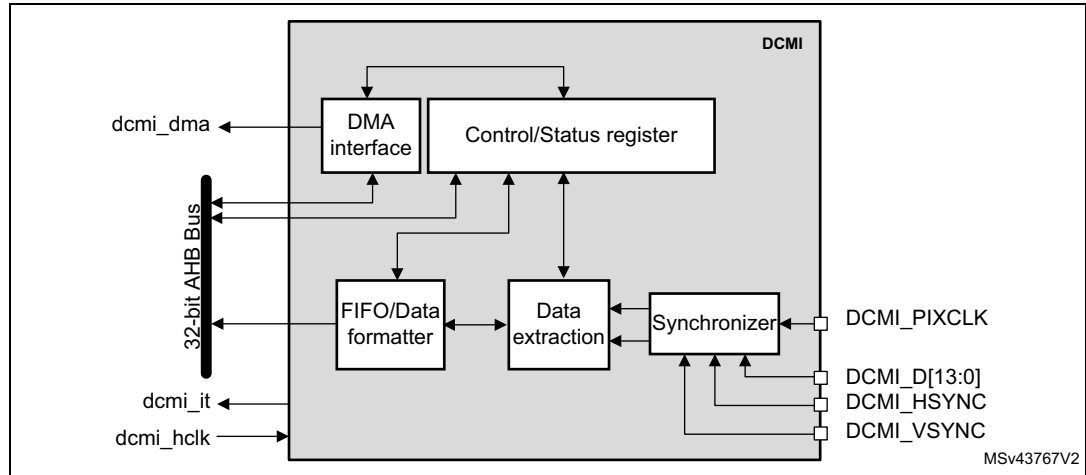 DCMI
dcmi_dma
DMA
interface
Control/Status register
32-bit AHB Bus
FIFO/Data
formatter
Data
extraction
Synchronizer
DCMI_PIXCLK
DCMI_D[13:0]
DCMI_HSYNC
DCMI_VSYNC
dcmi_it
dcmi_hclk
MSv43767V2